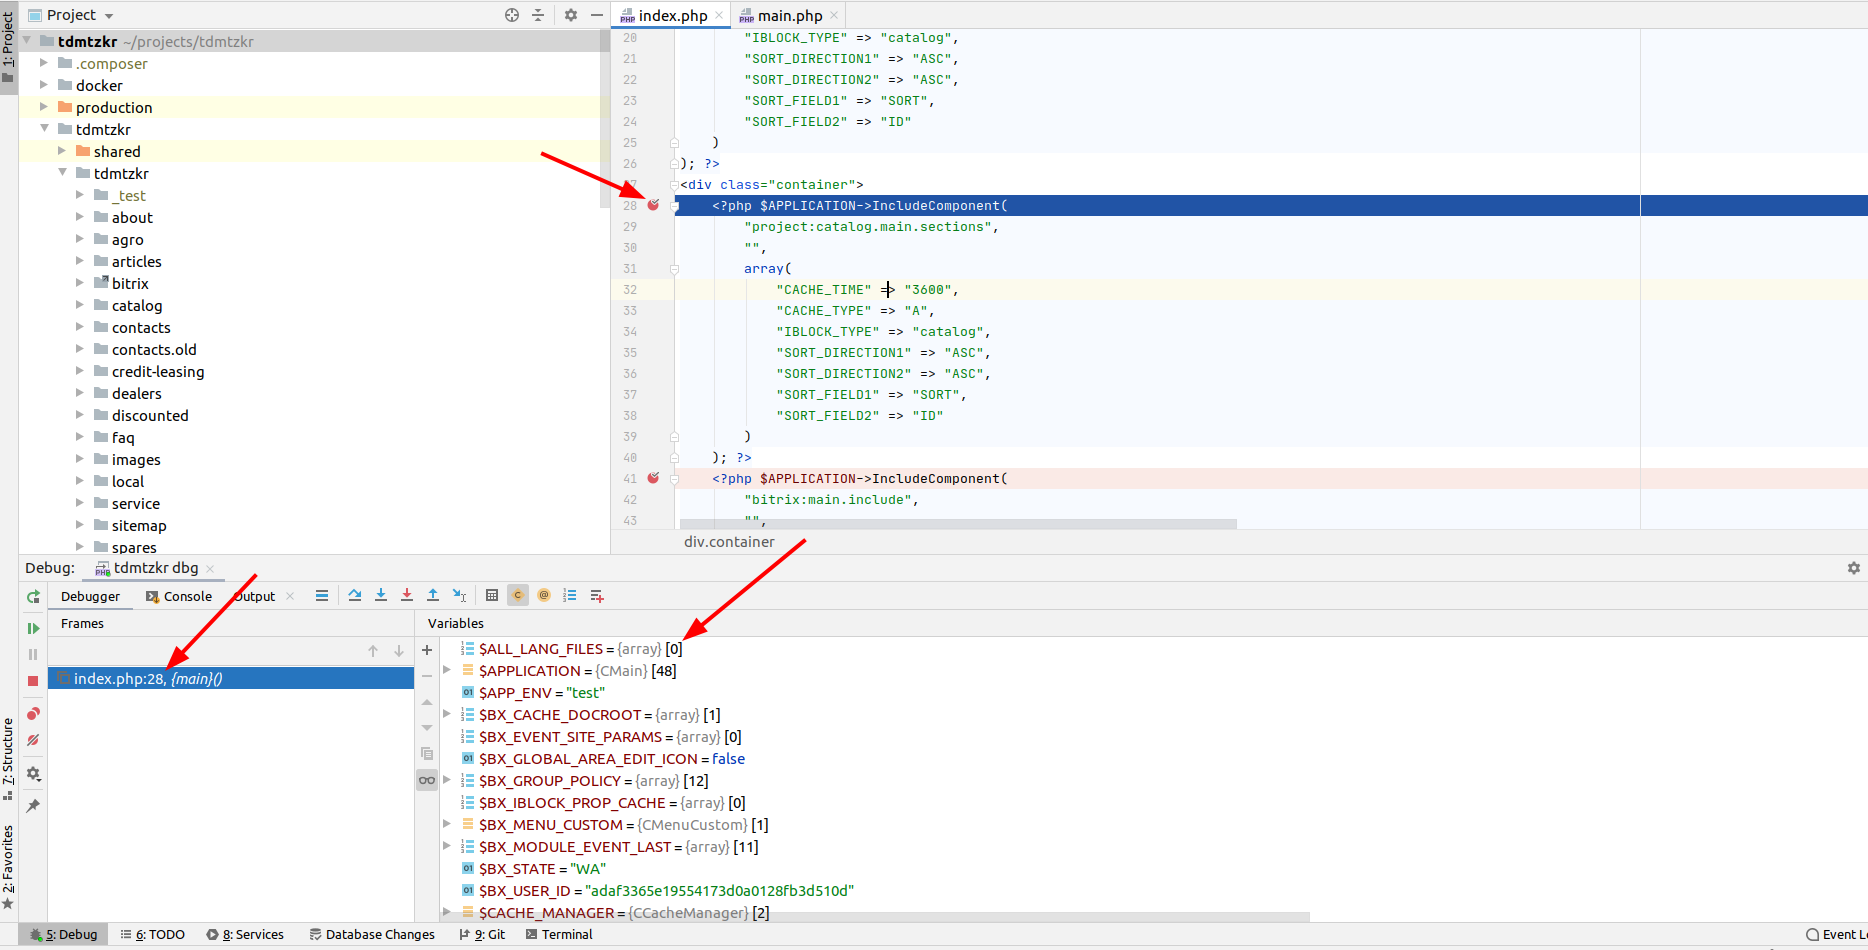 1: Project
Project
tdmtzkr ~/projects/tdmtzkr
.composer
docker
production
tdmtzkr
shared
tdmtzkr
_test
about
agro
articles
bitrix
catalog
contacts
contacts.old
credit-leasing
dealers
discounted
faq
images
local
service
sitemap
spares
index.php
main.php
20 "IBLOCK_TYPE" => "catalog",
21 "SORT_DIRECTION1" => "ASC",
22 "SORT_DIRECTION2" => "ASC",
23 "SORT_FIELD1" => "SORT",
24 "SORT_FIELD2" => "ID"
25 )
26 ); ?>
<div class="container">
28 <?php $APPLICATION->IncludeComponent(
29 "project:catalog.main.sections",
30 "",
31 array(
32 "CACHE_TIME" => "3600",
33 "CACHE_TYPE" => "A",
34 "IBLOCK_TYPE" => "catalog",
35 "SORT_DIRECTION1" => "ASC",
36 "SORT_DIRECTION2" => "ASC",
37 "SORT_FIELD1" => "SORT",
38 "SORT_FIELD2" => "ID"
39 )
40 ); ?>
41 <?php $APPLICATION->IncludeComponent(
42 "bitrix:main.include",
43 "",
div.container
Debug: tdmtzkr dbg
Debugger Console Output
Frames
index.php:28, {main}()
Variables
$ALL_LANG_FILES = {array} [0]
$APPLICATION = {CMain} [48]
$APP_ENV = "test"
$BX_CACHE_DOCROOT = {array} [1]
$BX_EVENT_SITE_PARAMS = {array} [0]
$BX_GLOBAL_AREA_EDIT_ICON = false
$BX_GROUP_POLICY = {array} [12]
$BX_IBLOCK_PROP_CACHE = {array} [0]
$BX_MENU_CUSTOM = {CMenuCustom} [1]
$BX_MODULE_EVENT_LAST = {array} [11]
$BX_STATE = "WA"
$BX_USER_ID = "adaf3365e19554173d0a0128fb3d510d"
$CACHE_MANAGER = {CCacheManager} [2]
7: Structure
2: Favorites
5: Debug 6: TODO 8: Services Database Changes 9: Git Terminal Event Lo